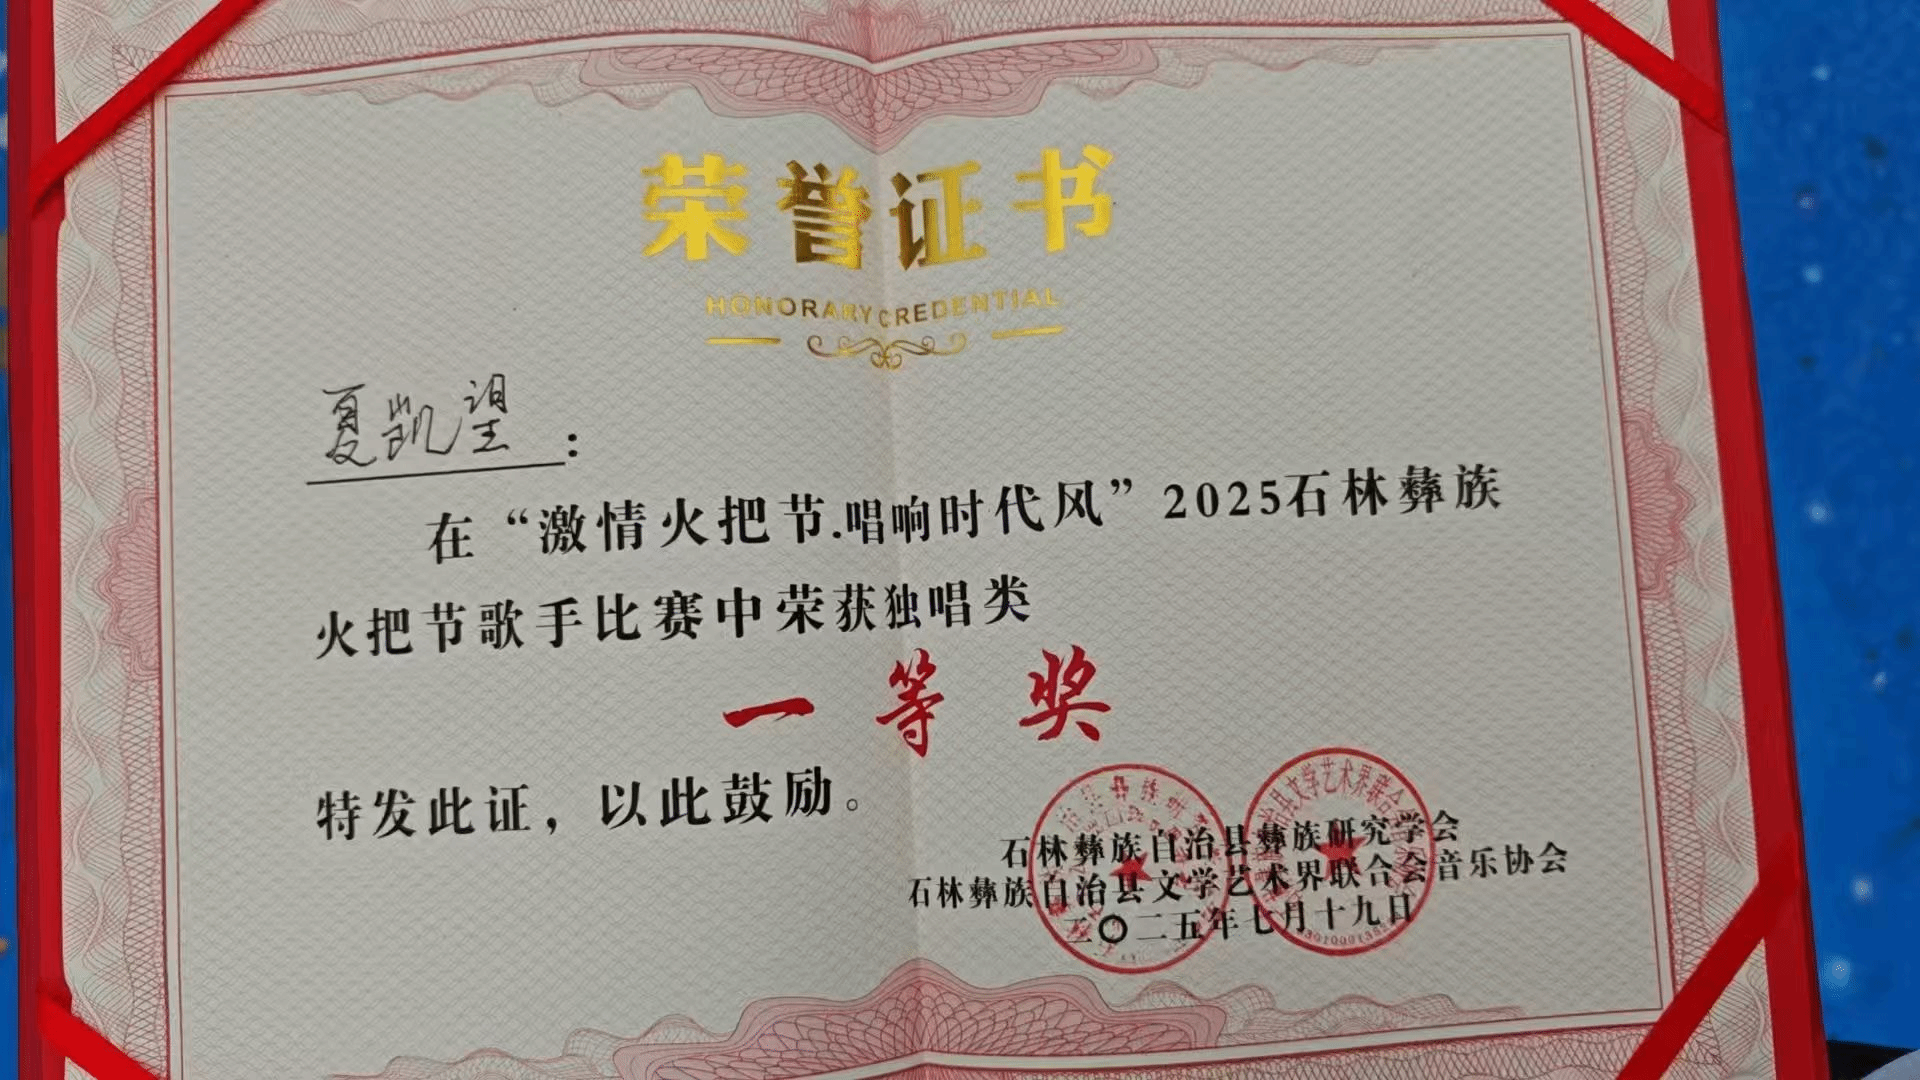 荣誉证书
HONORARY CREDENTIAL
夏凯望：
在“激情火把节.唱响时代风”2025石林彝族
火把节歌手比赛中荣获独唱类
一等奖
特发此证，以此鼓励。
石林彝族自治县彝族研究学会
石林彝族自治县文学艺术界联合会音乐协会
二〇二五年七月十九日